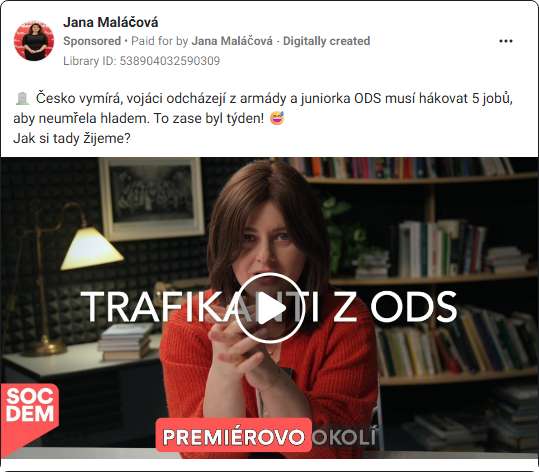 Jana Maláčová
Sponsored • Paid for by Jana Maláčová · Digitally created
Library ID: 538904032590309
🪦 Česko vymírá, vojáci odcházejí z armády a juniorka ODS musí hákovat 5 jobů,
aby neumřela hladem. To zase byl týden! 😅
Jak si tady žijeme?
TRAFIKANTI Z ODS
SOC
DEM
PREMIÉROVO OKOLÍ